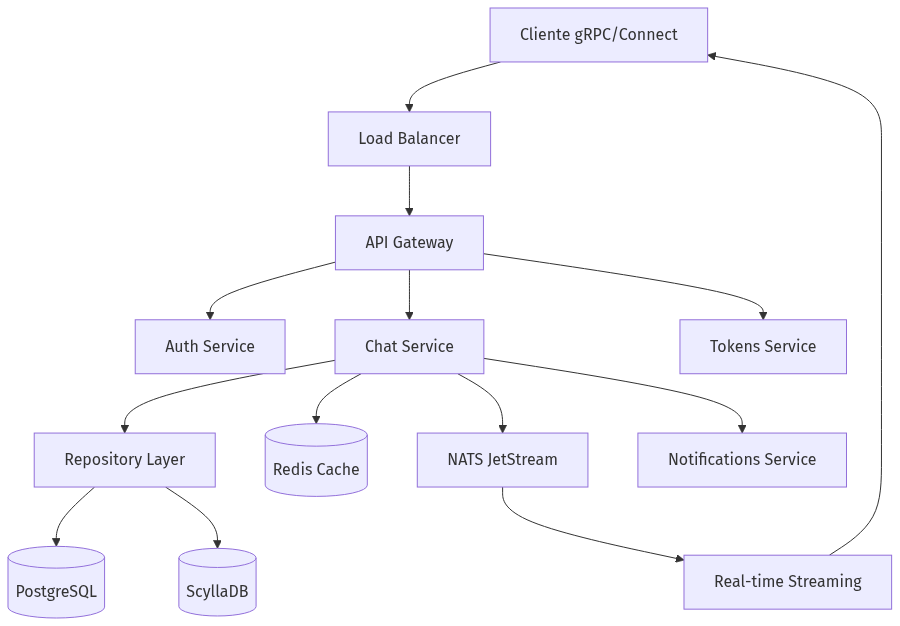 Cliente gRPC/Connect
Load Balancer
API Gateway
Auth Service
Chat Service
Tokens Service
Repository Layer
Redis Cache
NATS JetStream
Notifications Service
PostgreSQL
ScyllaDB
Real-time Streaming